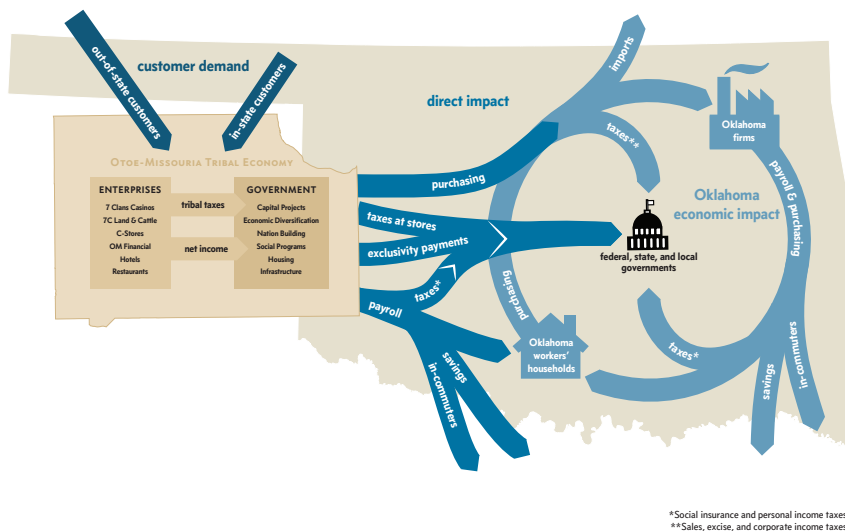 out-of-state customers
customer demand
in-state customers
direct impact
imports
Oklahoma
firms
taxes**
OTOE-MISSOURIA TRIBAL ECONOMY
ENTERPRISES
7 Clans Casinos
7C Land & Cattle
C-Stores
OM Financial
Hotels
Restaurants
tribal taxes
net income
GOVERNMENT
Capital Projects
Economic Diversification
Nation Building
Social Programs
Housing
Infrastructure
purchasing
taxes at stores
exclusivity payments
taxes*
payroll
Oklahoma
economic impact
payroll & purchasing
federal, state, and local
governments
purchasing
Oklahoma
workers'
households
savings
in-commuters
taxes*
savings
in-commuters
*Social insurance and personal income taxes
**Sales, excise, and corporate income taxes